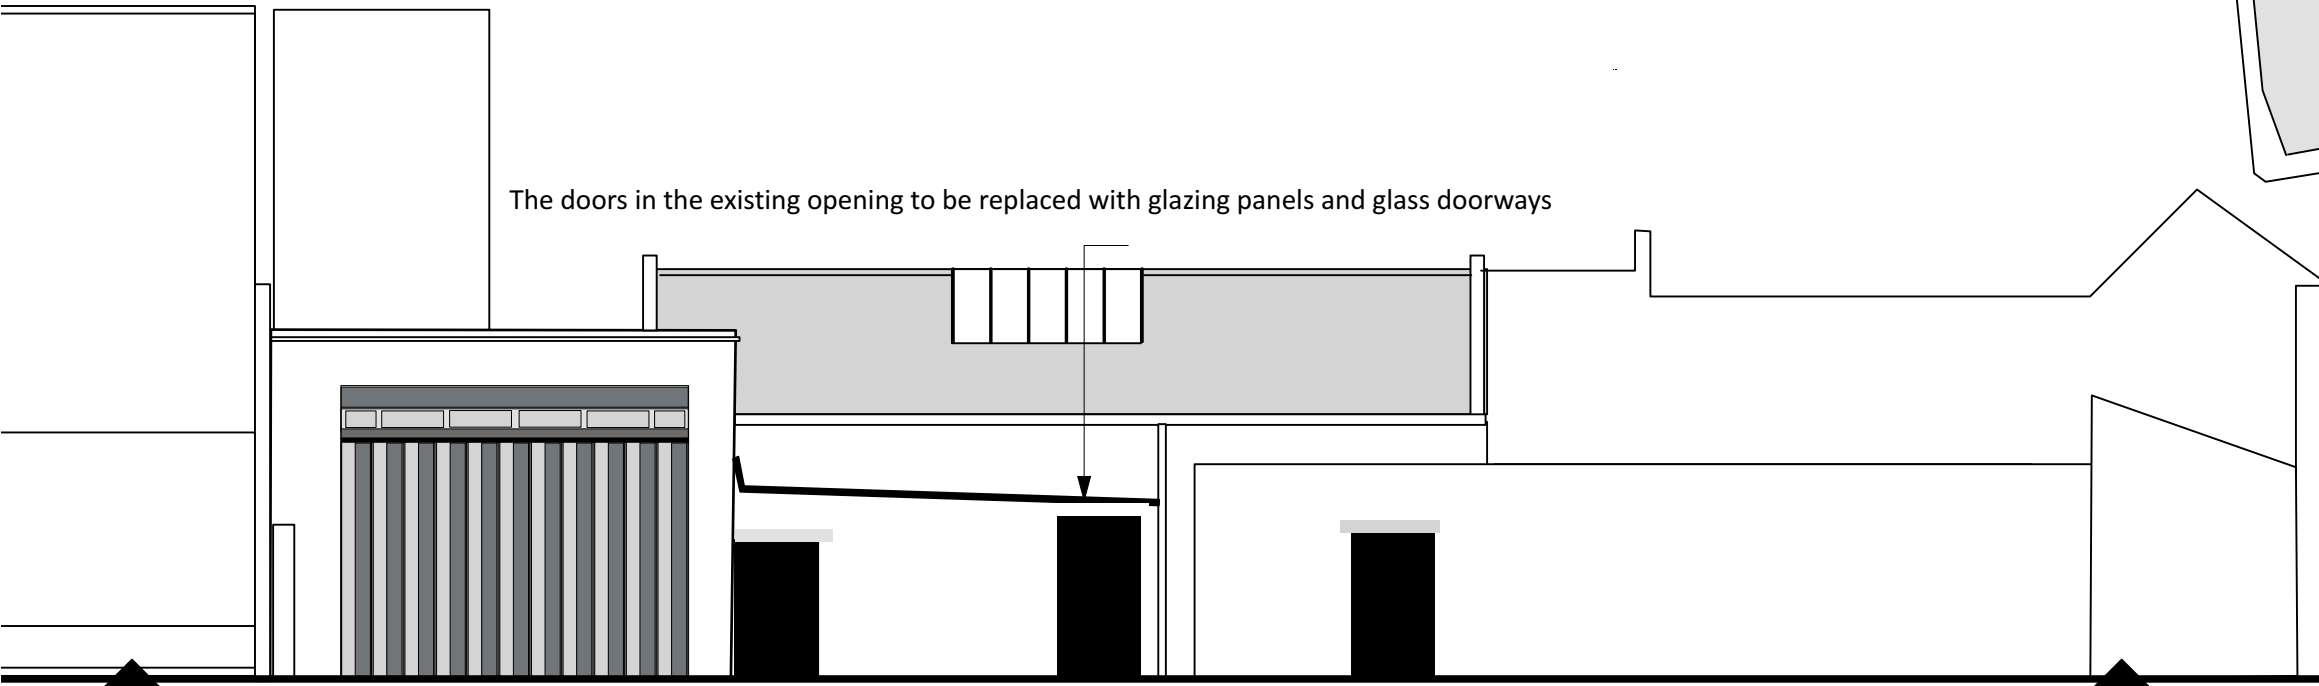 The doors in the existing opening to be replaced with glazing panels and glass doorways